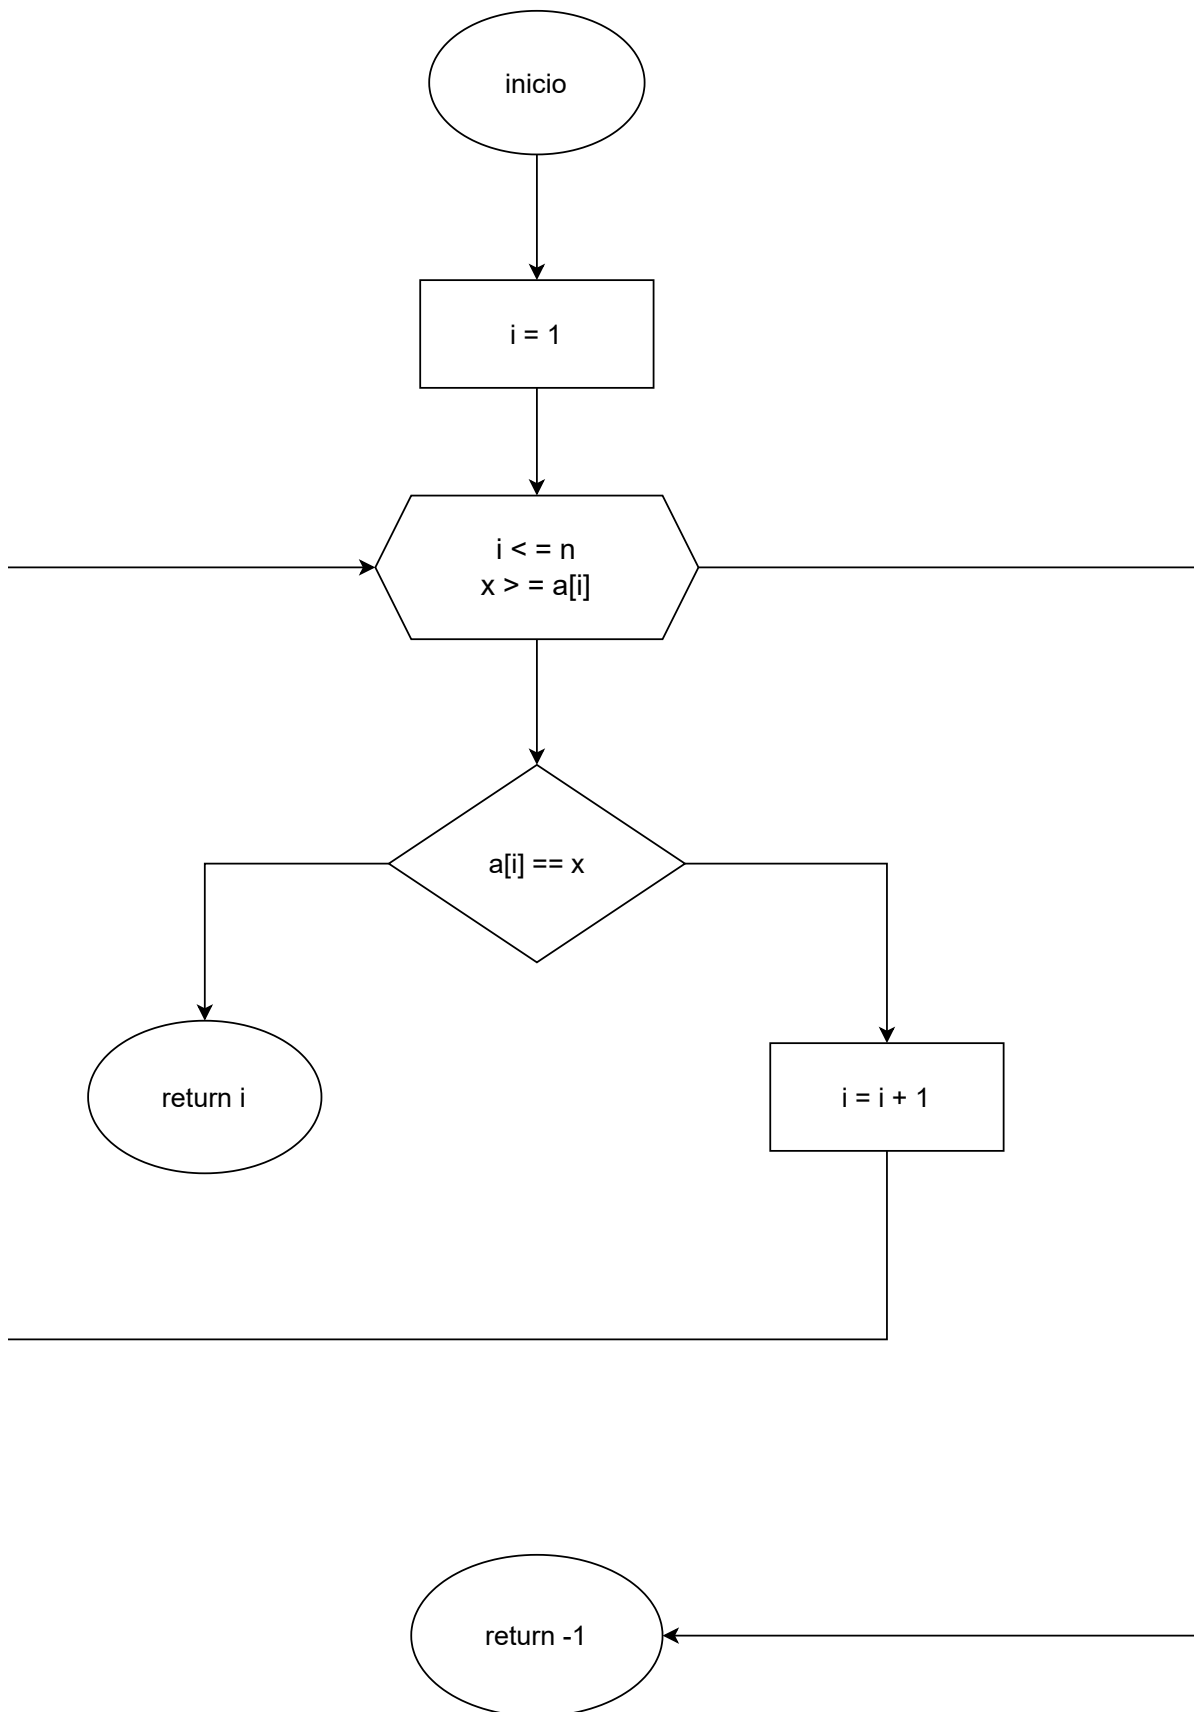 inicio
i = 1
i < = n
x > = a[i]
a[i] == x
return i
i = i + 1
return -1